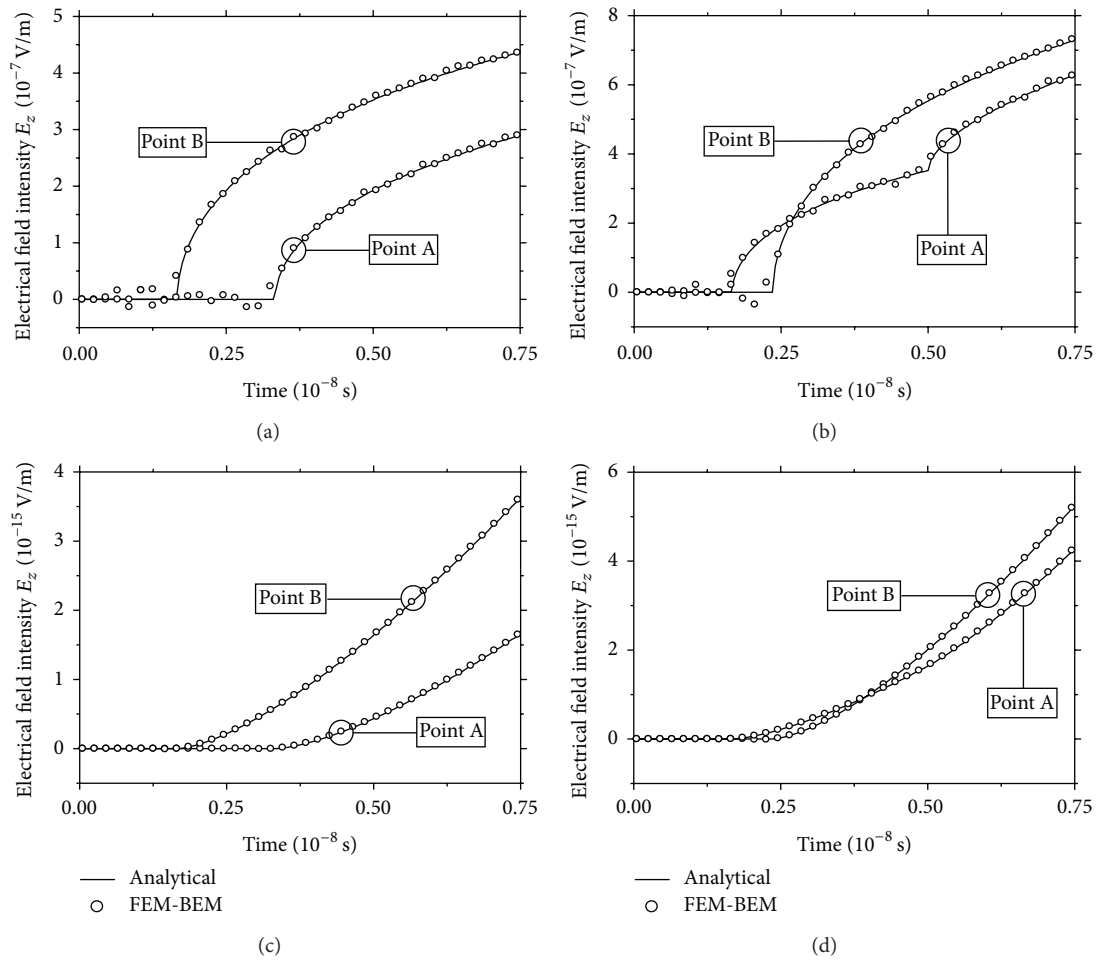 5
4
3
2
1
0
Electrical field intensity E_z (10^−7 V/m)
Point B
Point A
0.00 0.25 0.50 0.75
Time (10^−8 s)
(a)
8
6
4
2
0
Electrical field intensity E_z (10^−7 V/m)
Point B
Point A
0.00 0.25 0.50 0.75
Time (10^−8 s)
(b)
4
3
2
1
0
Electrical field intensity E_z (10^−15 V/m)
Point B
Point A
0.00 0.25 0.50 0.75
Time (10^−8 s)
Analytical
FEM-BEM
(c)
6
4
2
0
Electrical field intensity E_z (10^−15 V/m)
Point B
Point A
0.00 0.25 0.50 0.75
Time (10^−8 s)
Analytical
FEM-BEM
(d)